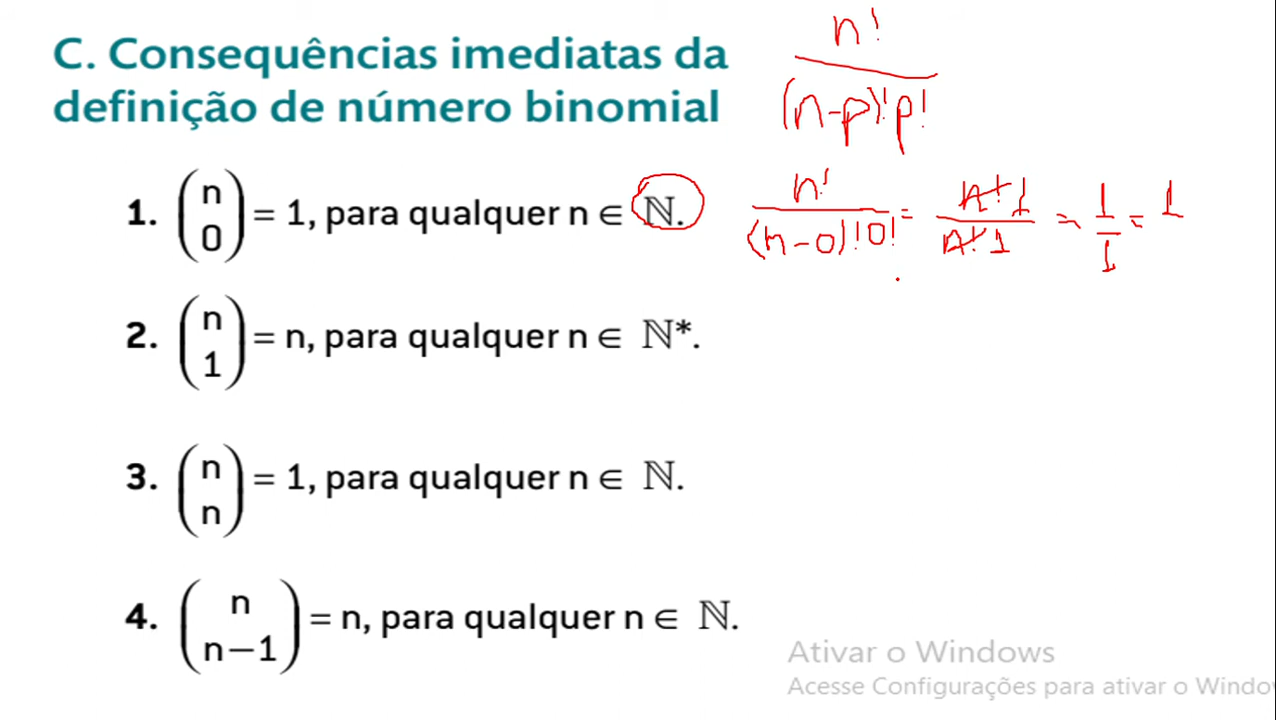 C. Consequências imediatas da
definição de número binomial
n!
(n-p)!p!
1. (n 0) = 1, para qualquer n ∈ ℕ.
n!/(n-0)!0! = n! 1/n! 1 = 1/1 = 1
2. (n 1) = n, para qualquer n ∈ ℕ*.
3. (n n) = 1, para qualquer n ∈ ℕ.
4. (n n−1) = n, para qualquer n ∈ ℕ.
Ativar o Windows
Acesse Configurações para ativar o Windo